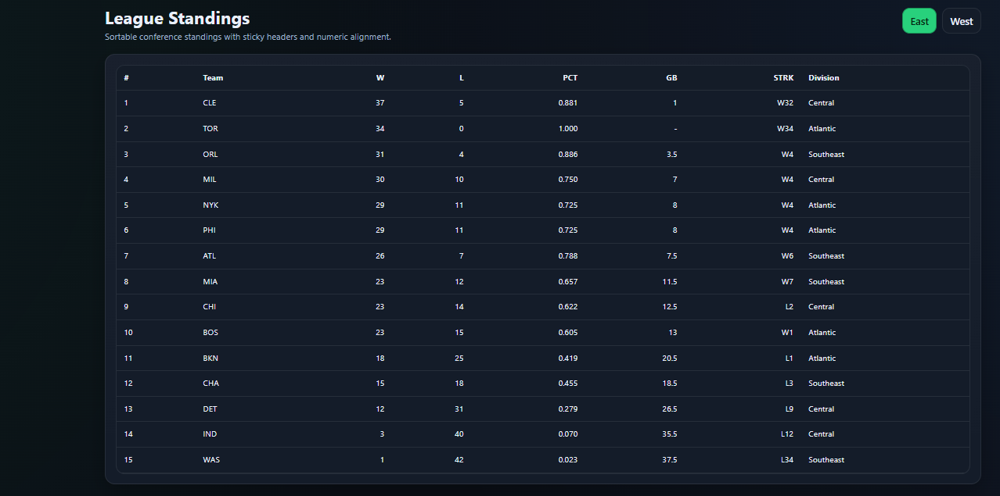 League Standings
East
West
Sortable conference standings with sticky headers and numeric alignment.
# Team W L PCT GB STRK Division
1 CLE 37 5 0.881 1 W32 Central
2 TOR 34 0 1.000 - W34 Atlantic
3 ORL 31 4 0.886 3.5 W4 Southeast
4 MIL 30 10 0.750 7 W4 Central
5 NYK 29 11 0.725 8 W4 Atlantic
6 PHI 29 11 0.725 8 W4 Atlantic
7 ATL 26 7 0.788 7.5 W6 Southeast
8 MIA 23 12 0.657 11.5 W7 Southeast
9 CHI 23 14 0.622 12.5 L2 Central
10 BOS 23 15 0.605 13 W1 Atlantic
11 BKN 18 25 0.419 20.5 L1 Atlantic
12 CHA 15 18 0.455 18.5 L3 Southeast
13 DET 12 31 0.279 26.5 L9 Central
14 IND 3 40 0.070 35.5 L12 Central
15 WAS 1 42 0.023 37.5 L34 Southeast